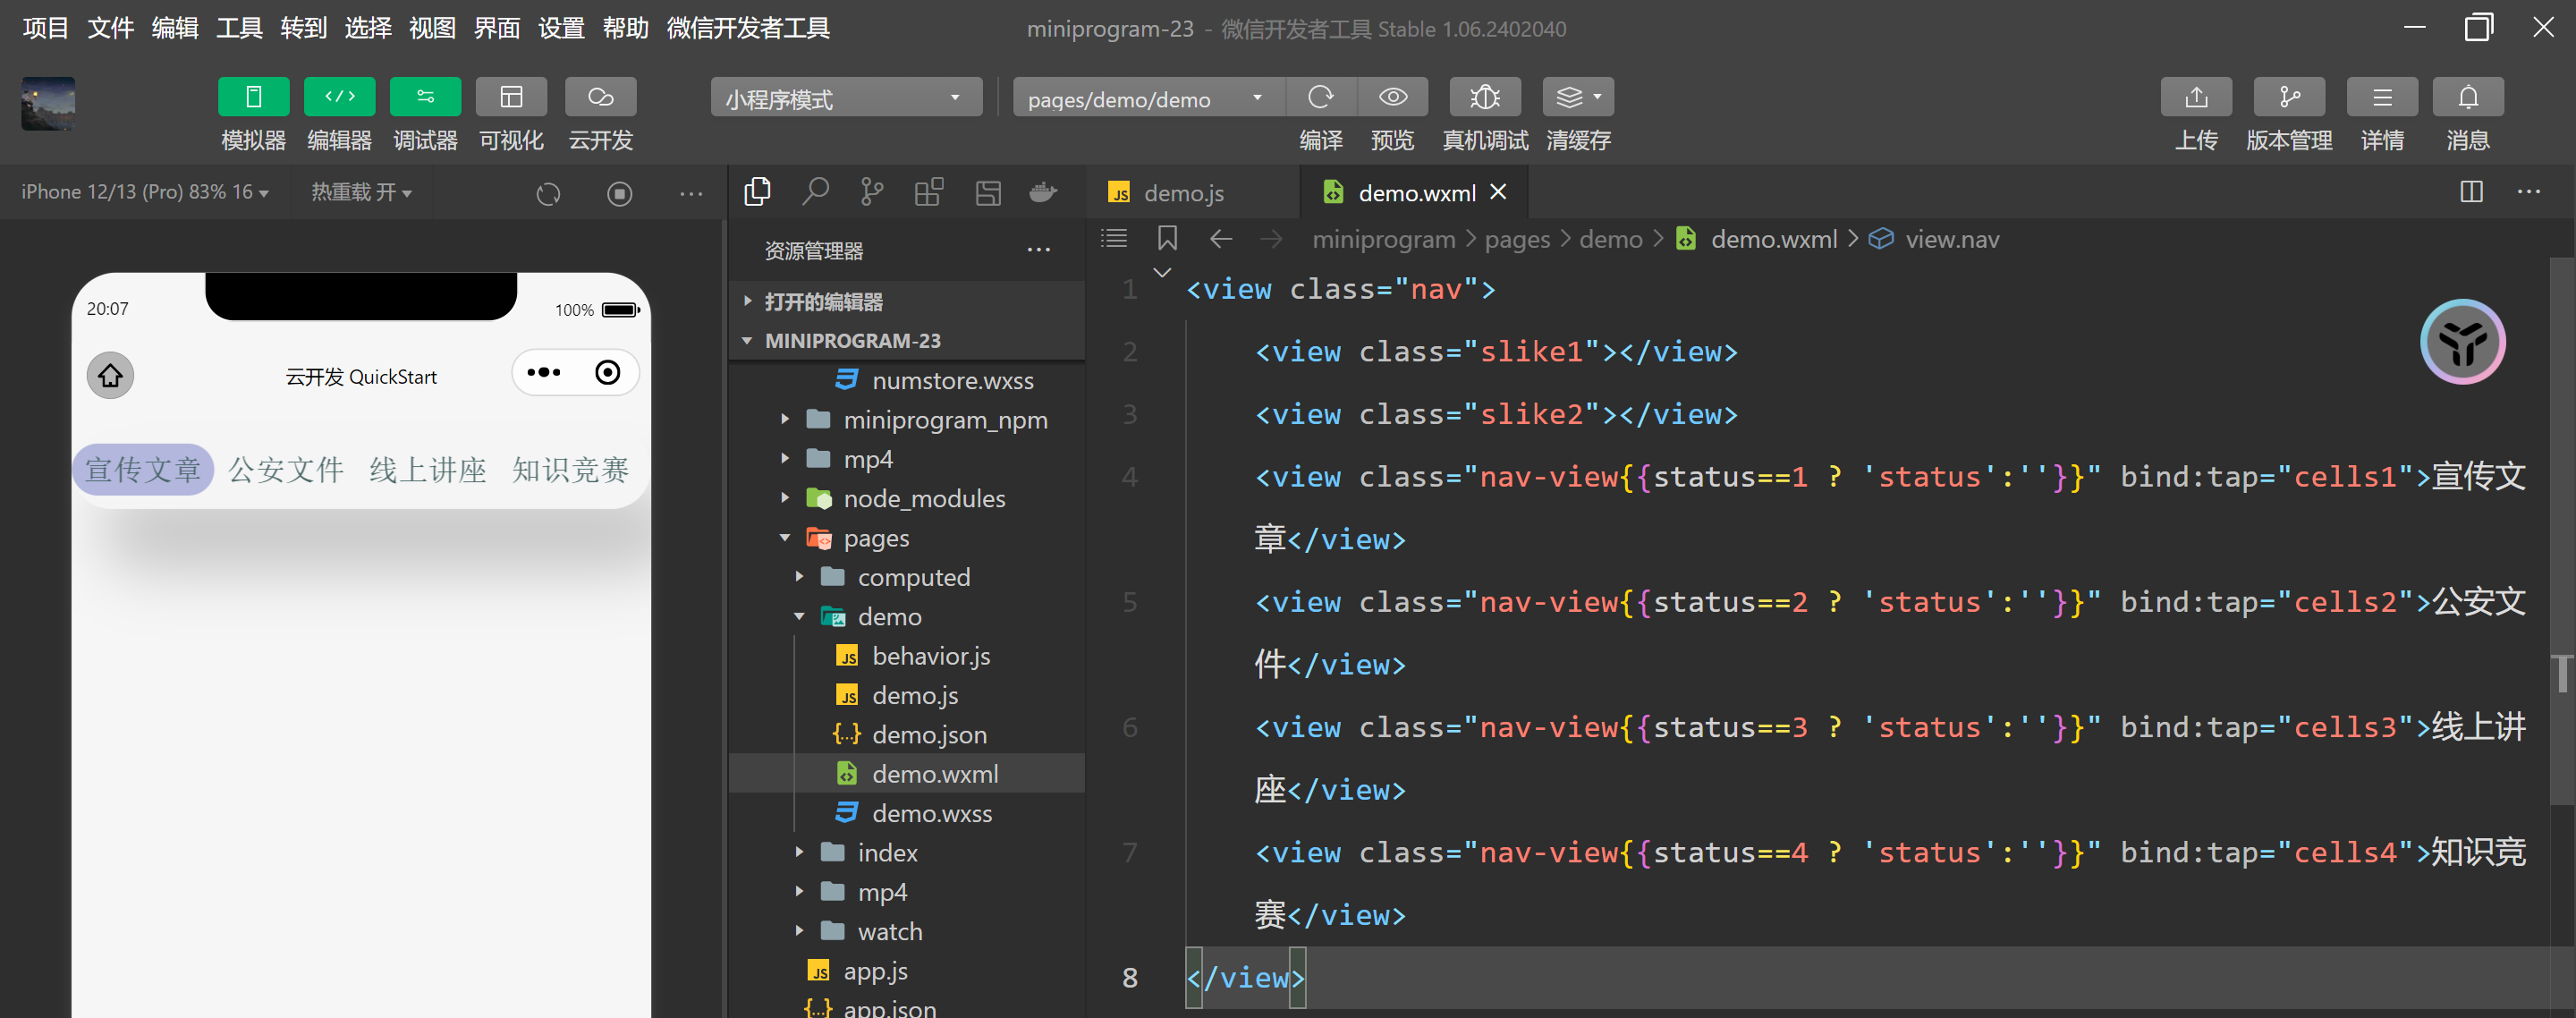 项目 文件 编辑 工具 转到 选择 视图 界面 设置 帮助 微信开发者工具
miniprogram-23 - 微信开发者工具 Stable 1.06.2402040
小程序模式
pages/demo/demo
模拟器 编辑器 调试器 可视化 云开发
编译 预览 真机调试 清缓存
上传 版本管理 详情 消息
iPhone 12/13 (Pro) 83% 16
热重载 开
20:07
100%
云开发 QuickStart
宣传文章 公安文件 线上讲座 知识竞赛
资源管理器
打开的编辑器
MINIPROGRAM-23
numstore.wxss
miniprogram_npm
mp4
node_modules
pages
computed
demo
behavior.js
demo.js
demo.json
demo.wxml
demo.wxss
index
mp4
watch
app.js
app.json
demo.js
demo.wxml
miniprogram > pages > demo > demo.wxml > view.nav
1 <view class="nav">
2 <view class="slike1"></view>
3 <view class="slike2"></view>
4 <view class="nav-view{{status==1 ? 'status':''}}" bind:tap="cells1">宣传文
章</view>
5 <view class="nav-view{{status==2 ? 'status':''}}" bind:tap="cells2">公安文
件</view>
6 <view class="nav-view{{status==3 ? 'status':''}}" bind:tap="cells3">线上讲
座</view>
7 <view class="nav-view{{status==4 ? 'status':''}}" bind:tap="cells4">知识竞
赛</view>
8 </view>